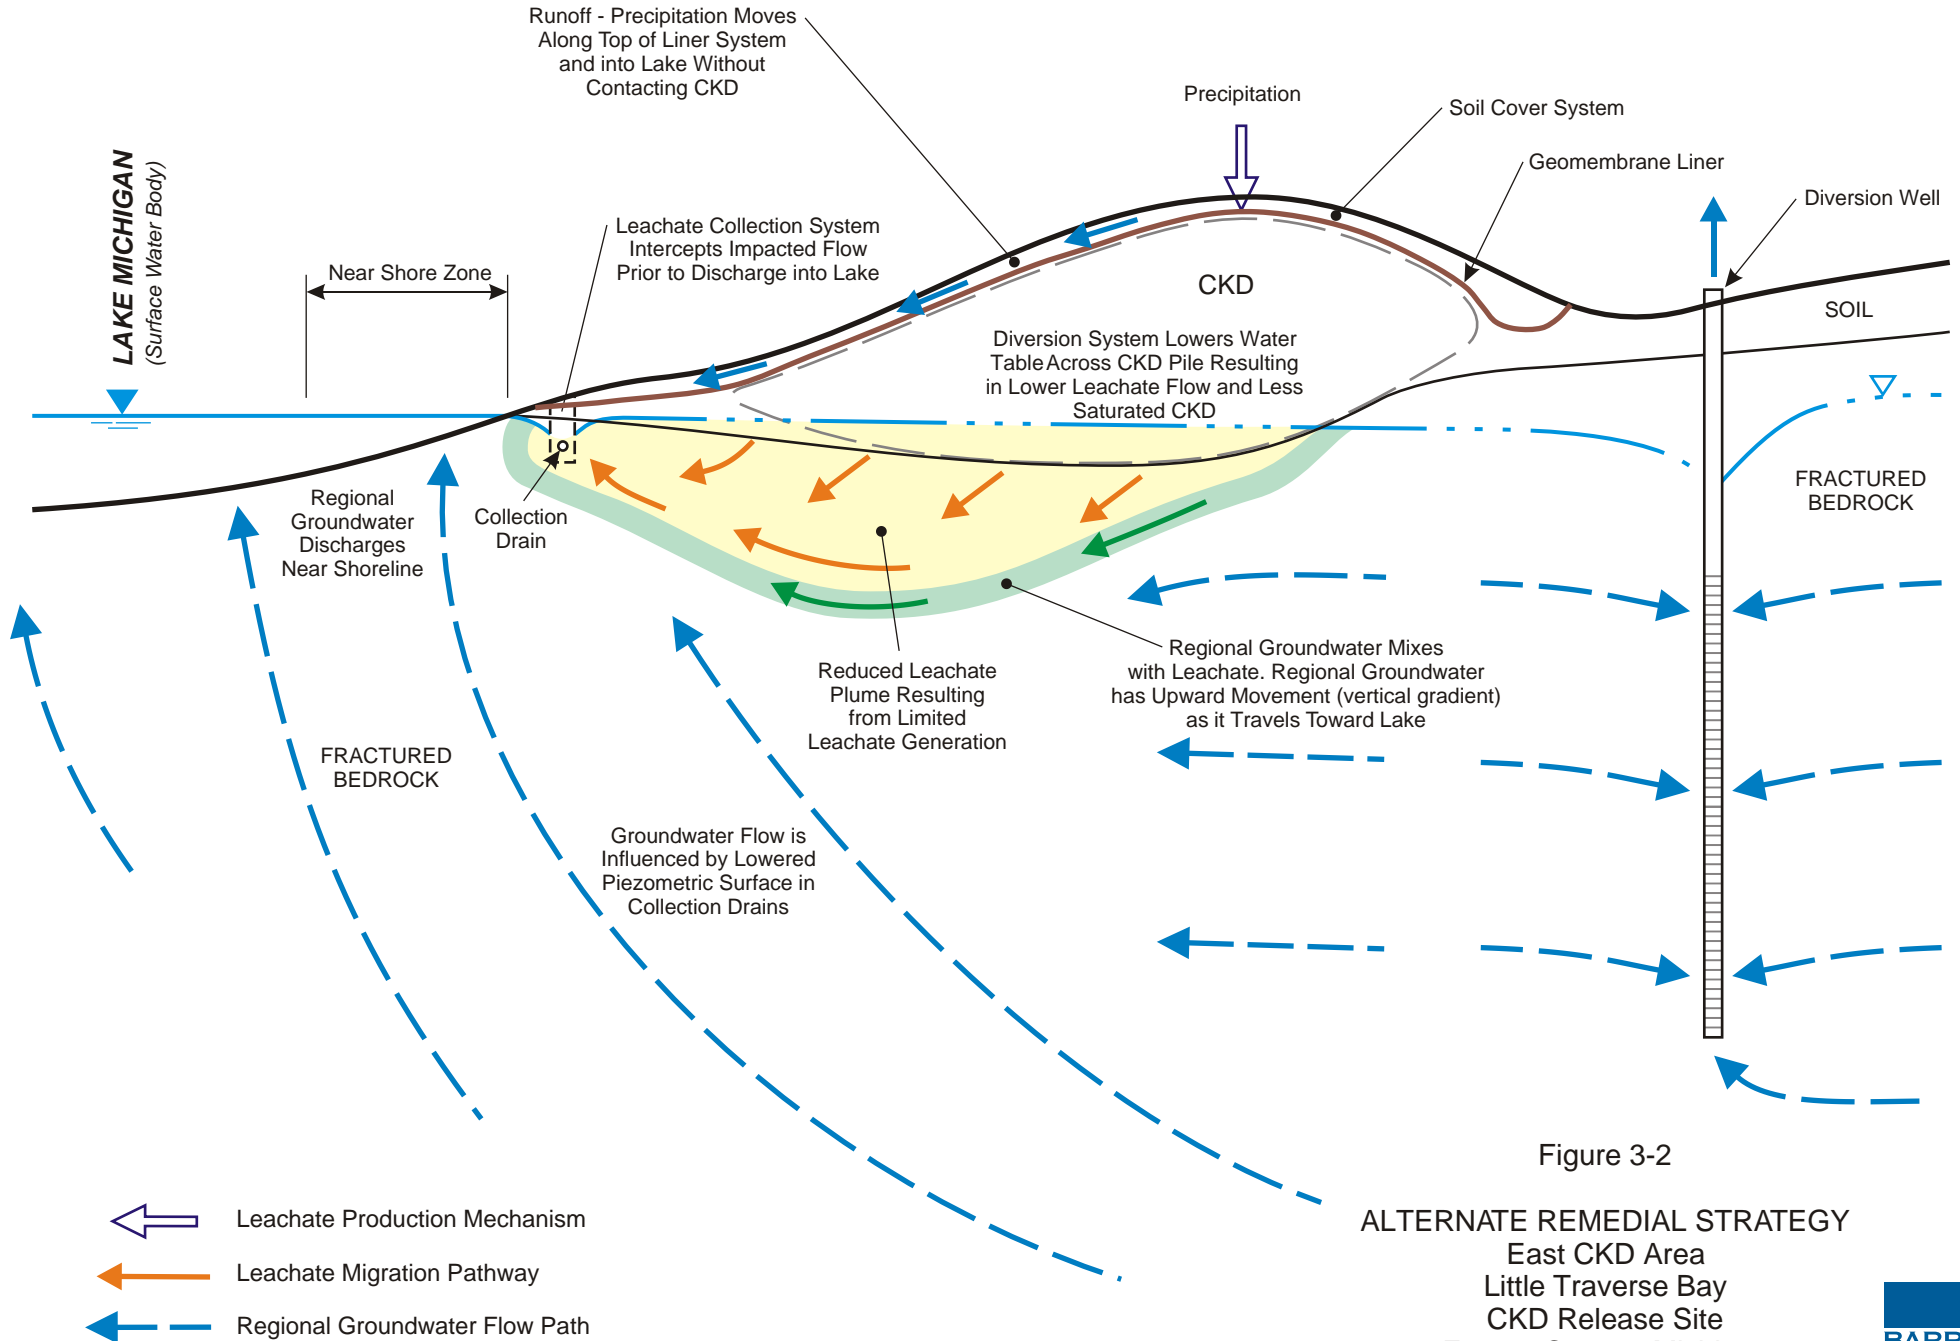 Runoff - Precipitation Moves
Along Top of Liner System
and into Lake Without
Contacting CKD
Precipitation
Soil Cover System
Geomembrane Liner
Diversion Well
LAKE MICHIGAN
(Surface Water Body)
Near Shore Zone
Leachate Collection System
Intercepts Impacted Flow
Prior to Discharge into Lake
CKD
SOIL
Diversion System Lowers Water
Table Across CKD Pile Resulting
in Lower Leachate Flow and Less
Saturated CKD
FRACTURED
BEDROCK
Regional
Groundwater
Discharges
Near Shoreline
Collection
Drain
Reduced Leachate
Plume Resulting
from Limited
Leachate Generation
Regional Groundwater Mixes
with Leachate. Regional Groundwater
has Upward Movement (vertical gradient)
as it Travels Toward Lake
FRACTURED
BEDROCK
Groundwater Flow is
Influenced by Lowered
Piezometric Surface in
Collection Drains
Leachate Production Mechanism
Leachate Migration Pathway
Regional Groundwater Flow Path
Figure 3-2
ALTERNATE REMEDIAL STRATEGY
East CKD Area
Little Traverse Bay
CKD Release Site